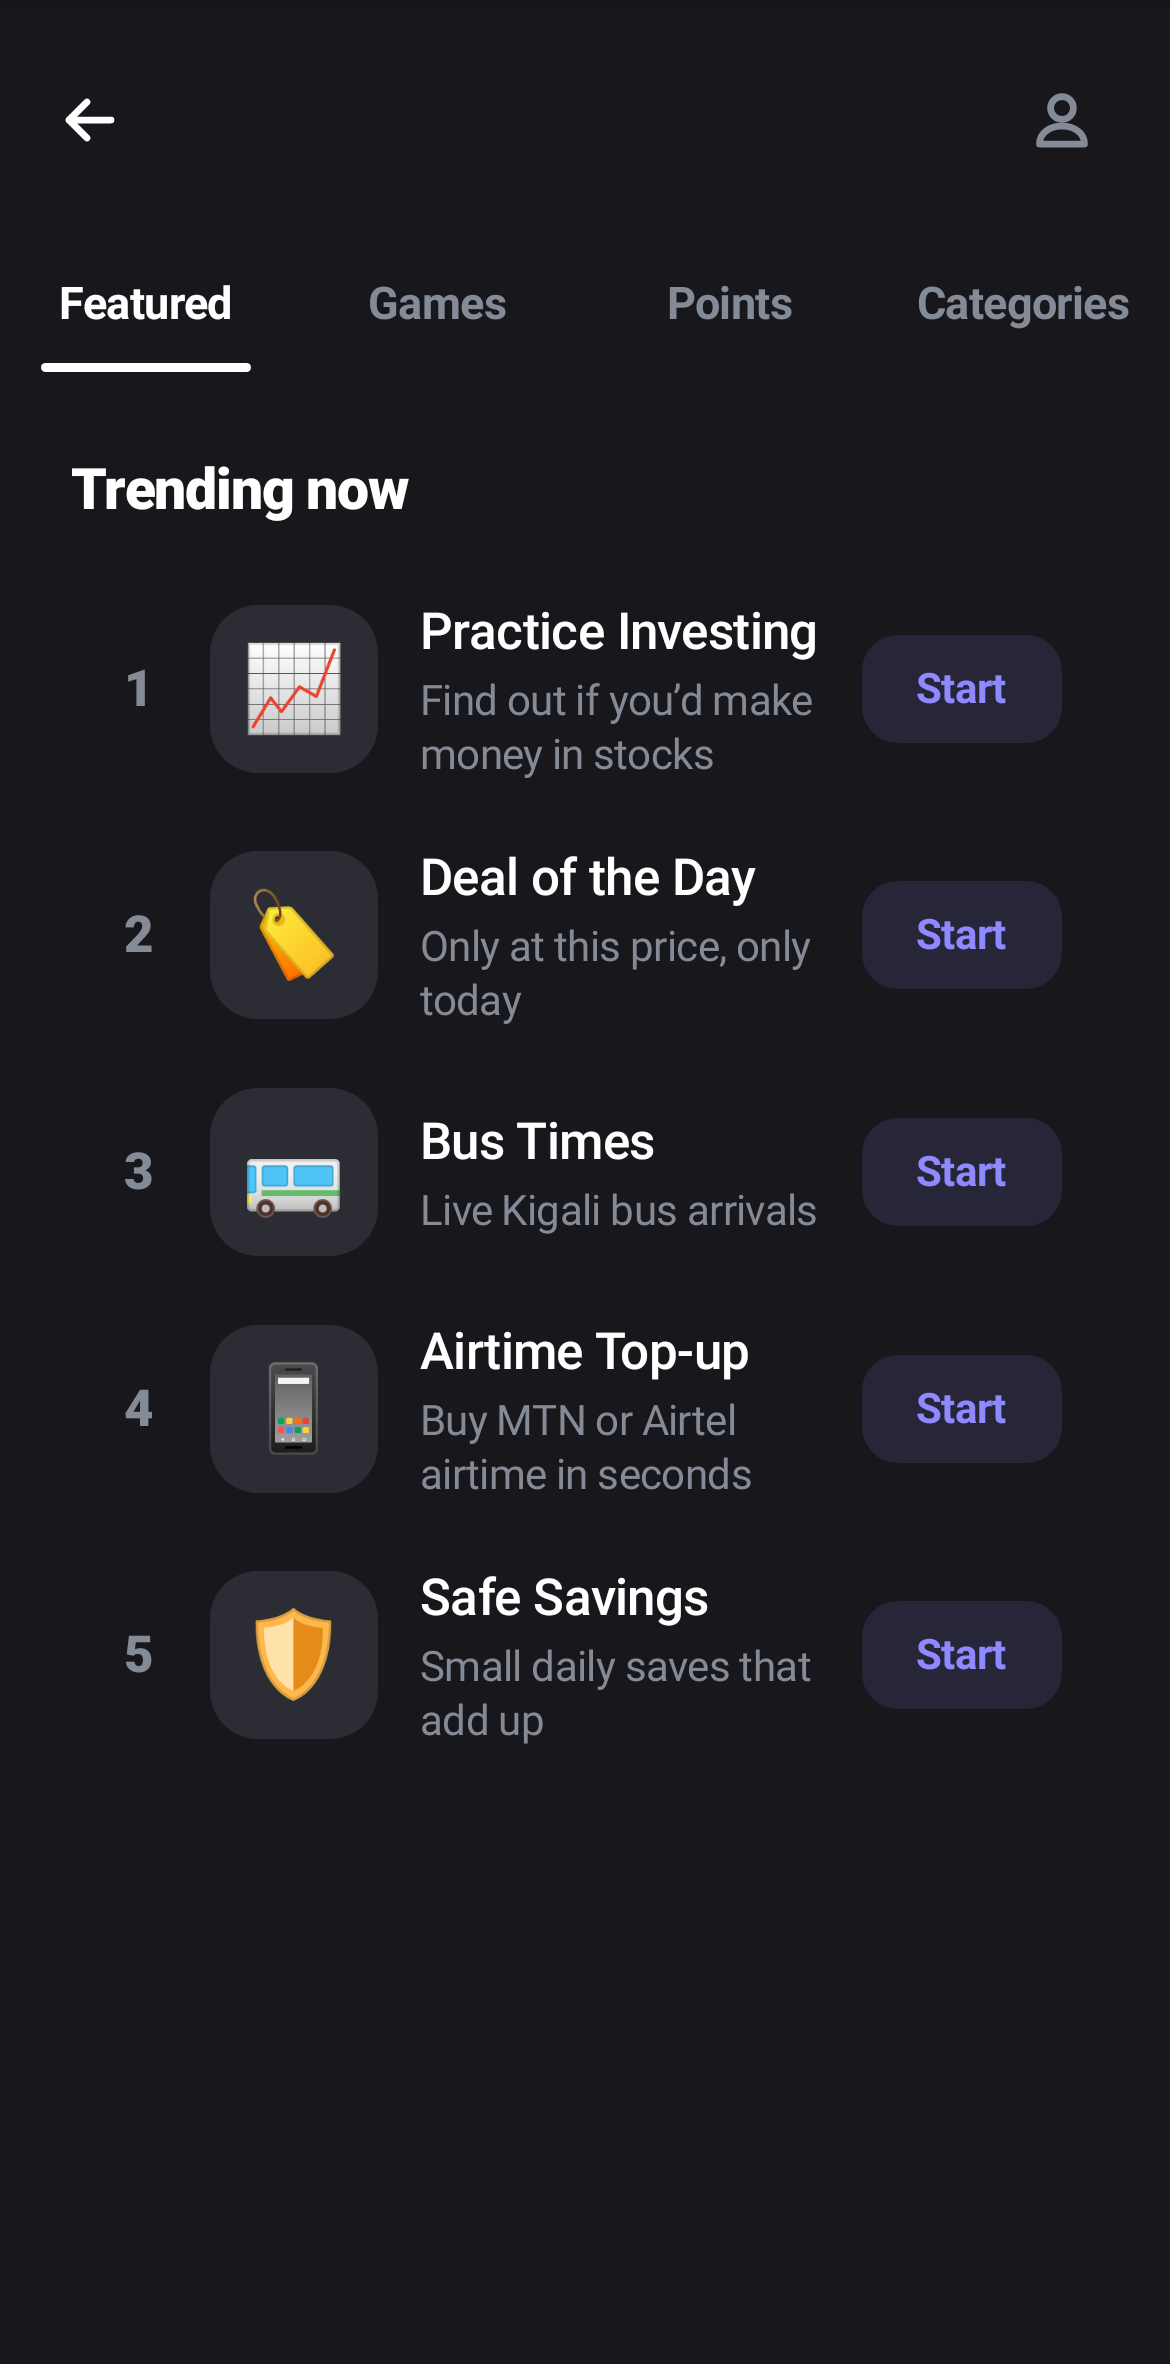 Featured
Games
Points
Categories
Trending now
1
Practice Investing
Find out if you’d make
money in stocks
Start
2
Deal of the Day
Only at this price, only
today
Start
3
Bus Times
Live Kigali bus arrivals
Start
4
Airtime Top-up
Buy MTN or Airtel
airtime in seconds
Start
5
Safe Savings
Small daily saves that
add up
Start